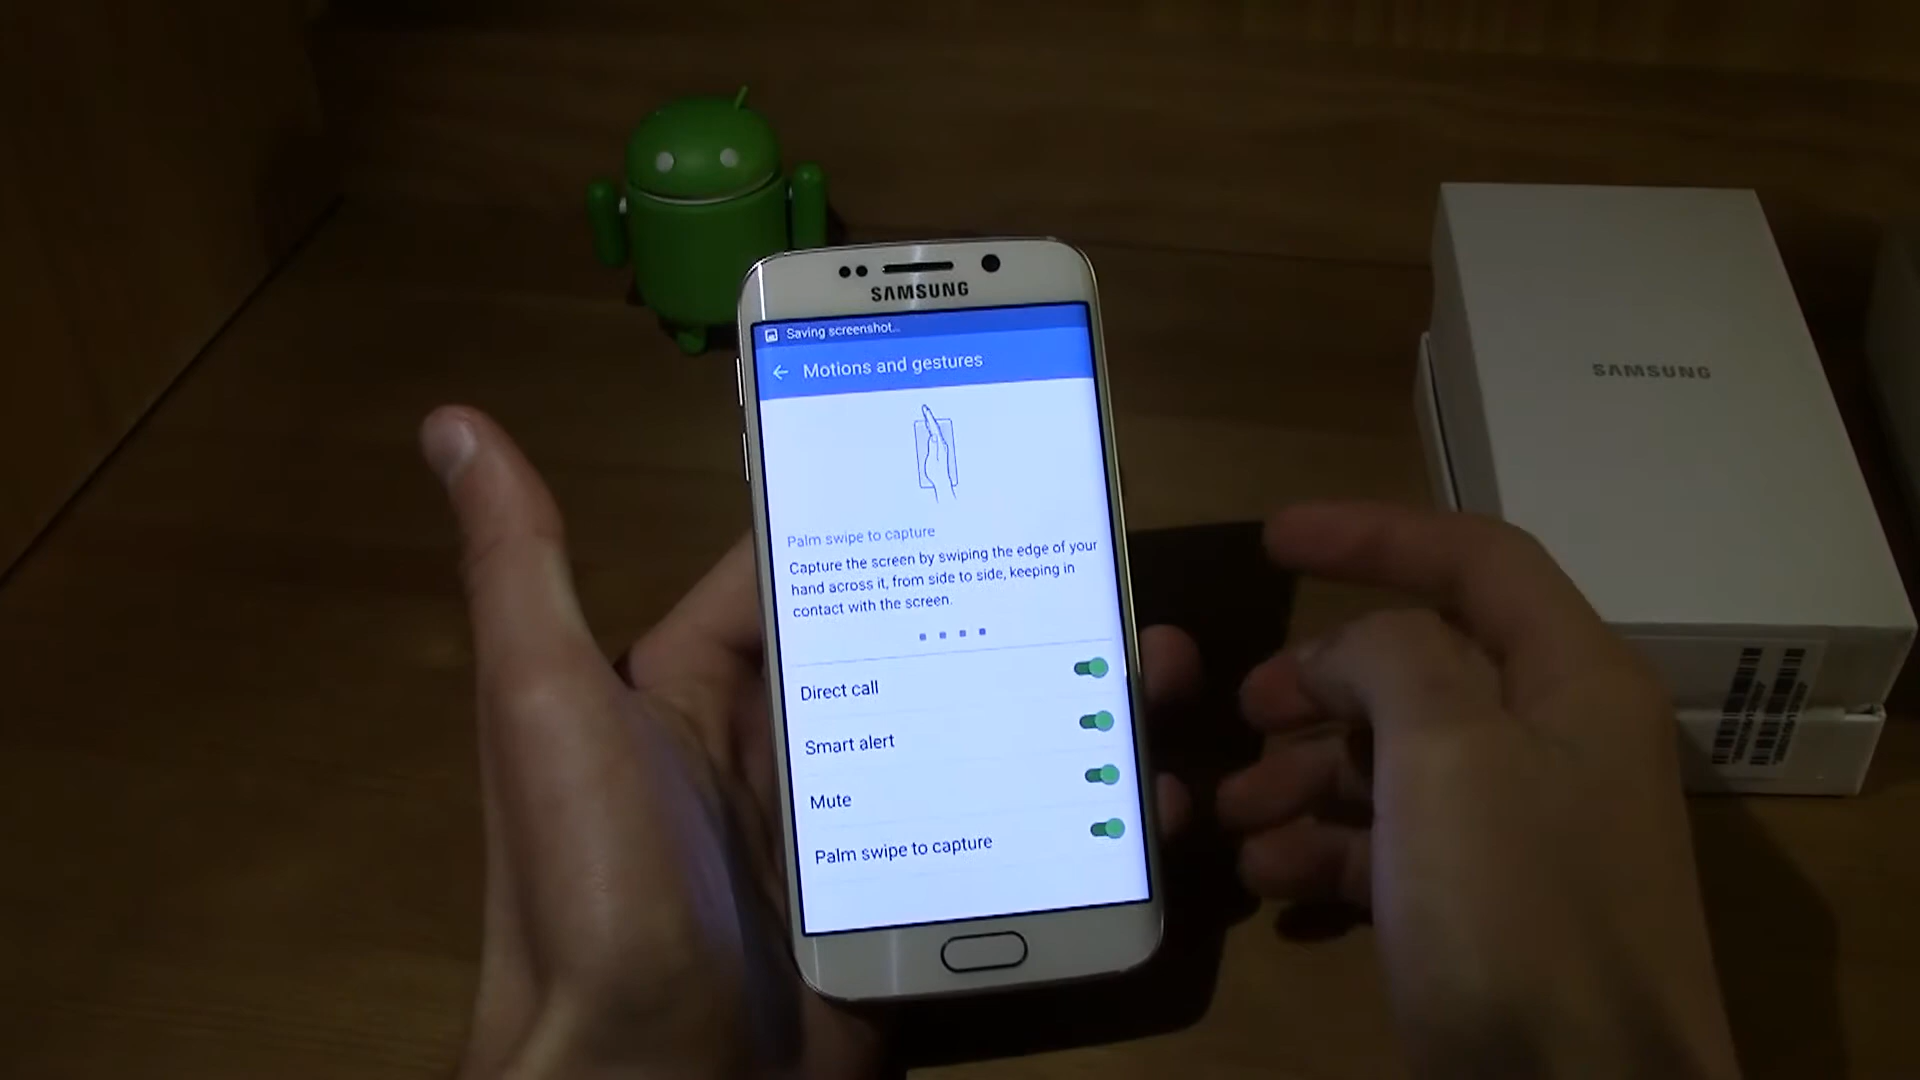 SAMSUNG
Saving screenshot...
Motions and gestures
Palm swipe to capture
Capture the screen by swiping the edge of your
hand across it, from side to side, keeping in
contact with the screen.
Direct call
Smart alert
Mute
Palm swipe to capture
SAMSUNG